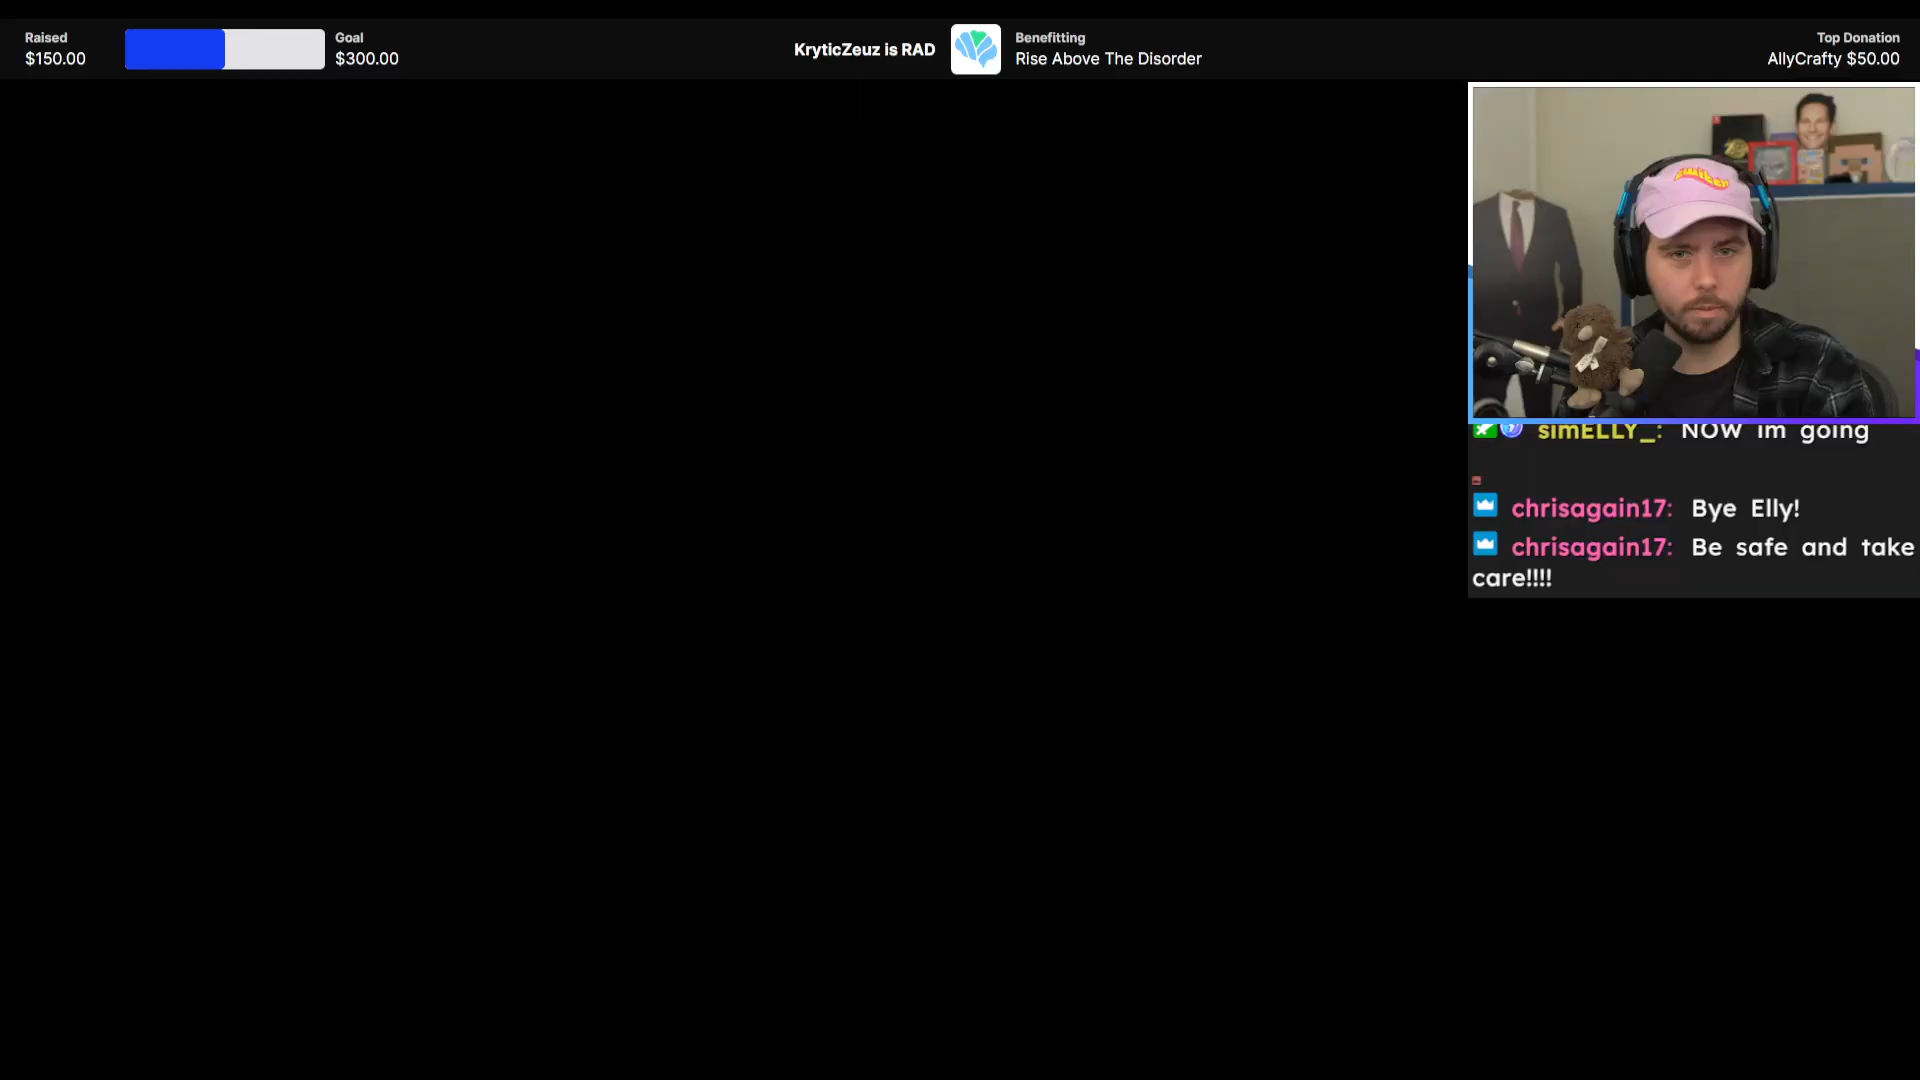 Raised
$150.00
Goal
$300.00
KryticZeuz is RAD
Benefitting
Rise Above The Disorder
Top Donation
AllyCrafty $50.00
twitch
simELLY_: NOW im going
chrisagain17: Bye Elly!
chrisagain17: Be safe and take
care!!!!